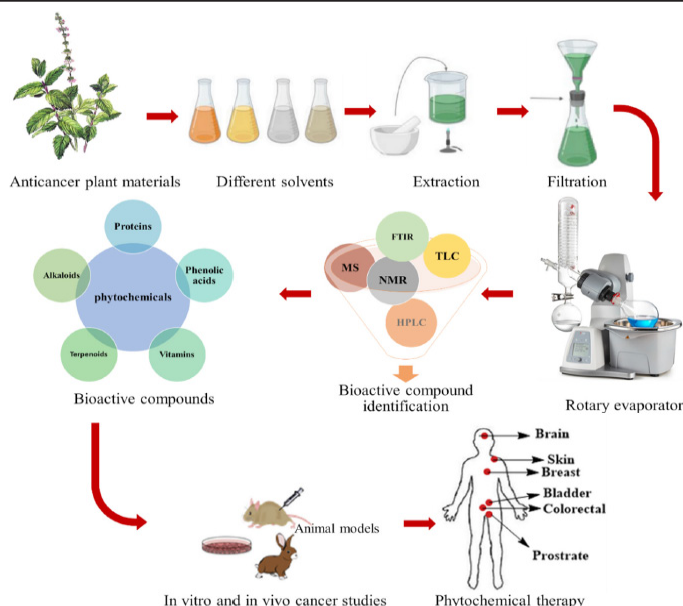 Anticancer plant materials
Different solvents
Extraction
Filtration
Proteins
Alkaloids
Phenolic
acids
phytochemicals
Terpenoids
Vitamins
Bioactive compounds
FTIR
TLC
MS
NMR
HPLC
Bioactive compound
identification
Rotary evaporator
Brain
Skin
Breast
Bladder
Colorectal
Prostrate
Animal models
In vitro and in vivo cancer studies
Phytochemical therapy